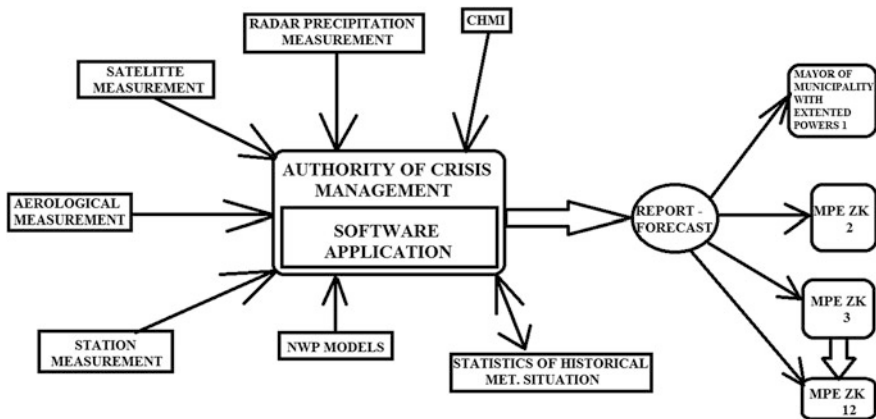 RADAR PRECIPITATION
MEASUREMENT
CHMI
SATELITTE
MEASUREMENT
MAYOR OF
MUNICIPALITY
WITH
EXTENTED
POWERS 1
AUTHORITY OF CRISIS
MANAGEMENT
AEROLOGICAL
MEASUREMENT
SOFTWARE
APPLICATION
REPORT -
FORECAST
MPE ZK
2
MPE ZK
3
STATION
MEASUREMENT
NWP MODELS
STATISTICS OF HISTORICAL
MET. SITUATION
MPE ZK
12